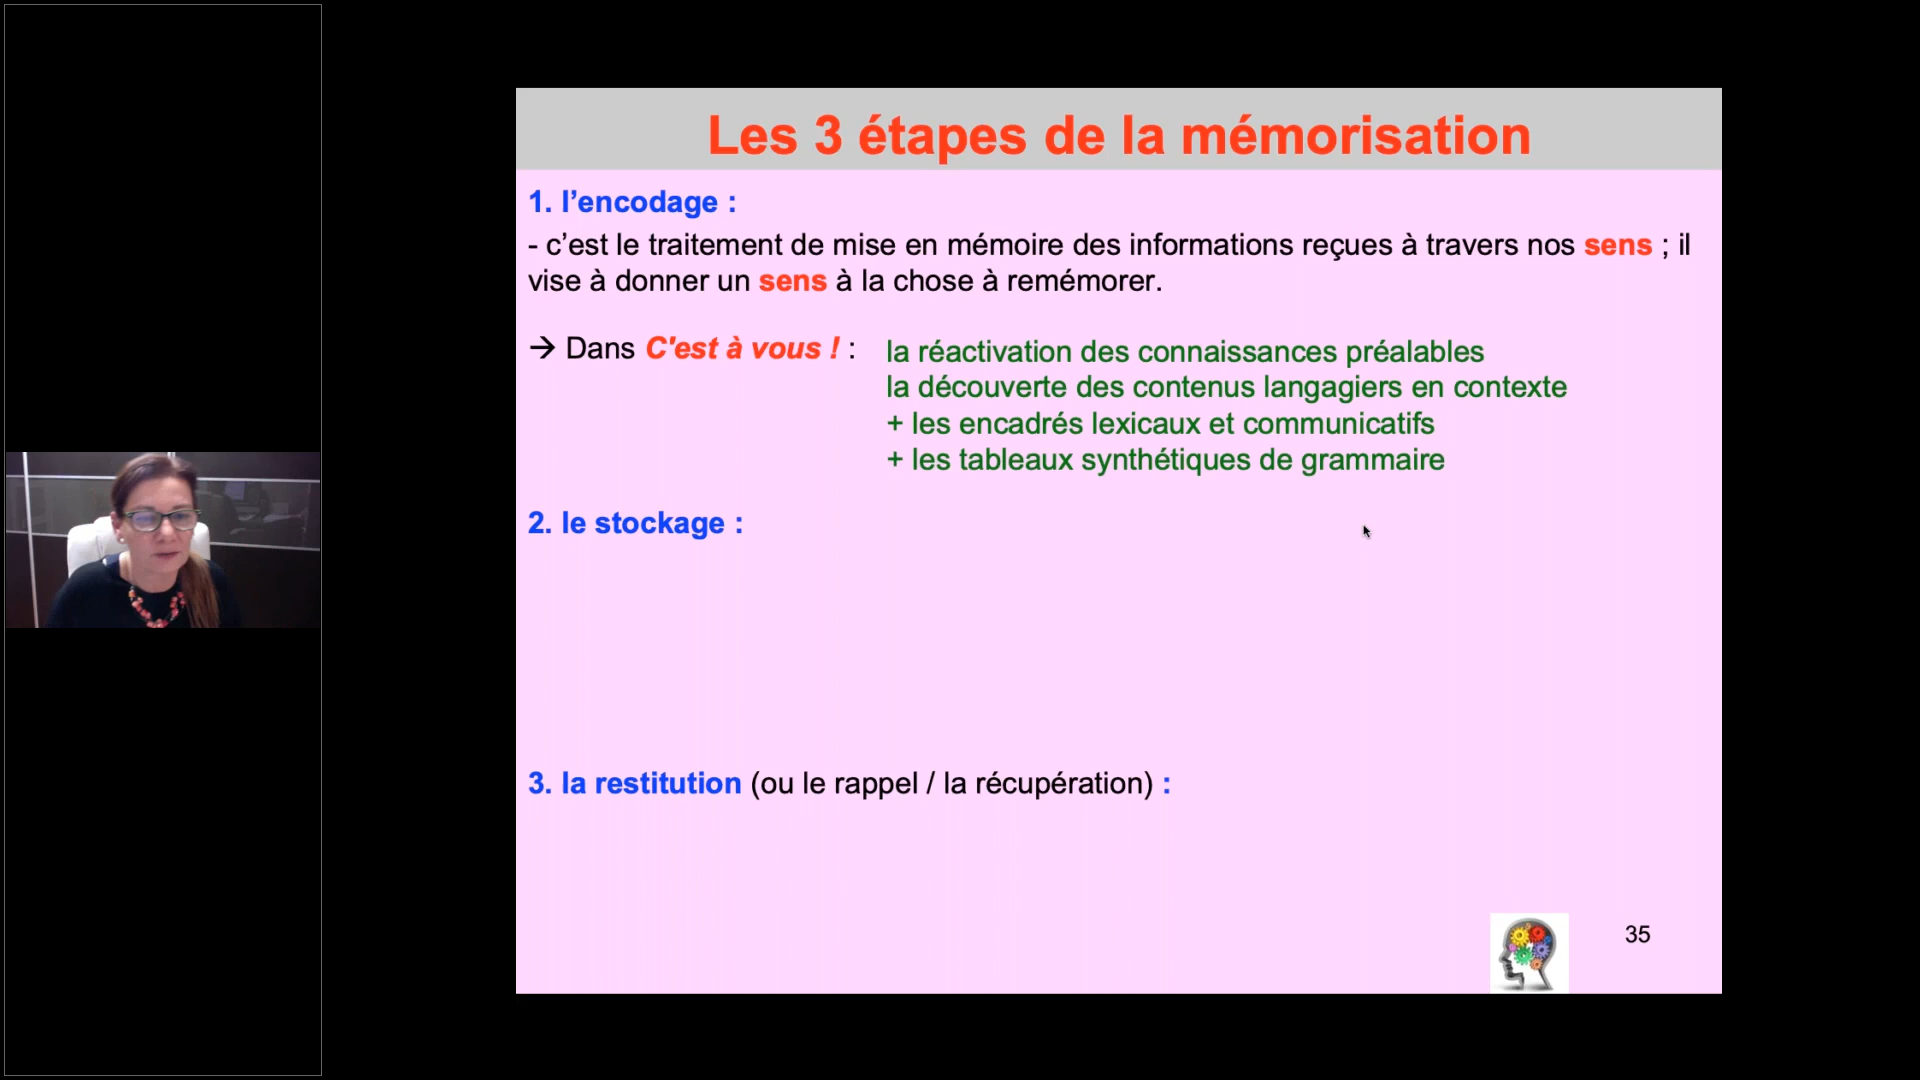 Les 3 étapes de la mémorisation
1. l’encodage :
- c’est le traitement de mise en mémoire des informations reçues à travers nos sens ; il
vise à donner un sens à la chose à remémorer.
→ Dans C'est à vous ! : la réactivation des connaissances préalables
la découverte des contenus langagiers en contexte
+ les encadrés lexicaux et communicatifs
+ les tableaux synthétiques de grammaire
2. le stockage :
3. la restitution (ou le rappel / la récupération) :
35